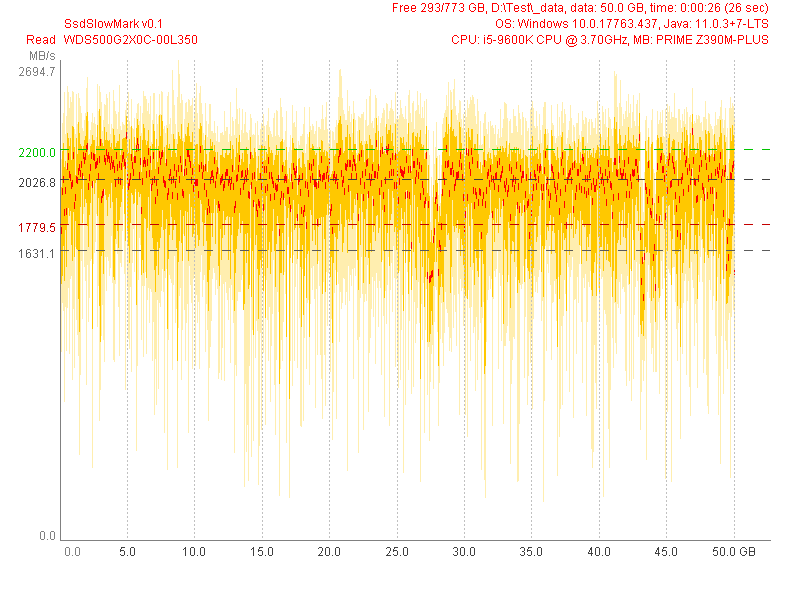 Free 293/773 GB, D:\Test\_data, data: 50.0 GB, time: 0:00:26 (26 sec)
SsdSlowMark v0.1
OS: Windows 10.0.17763.437, Java: 11.0.3+7-LTS
Read WDS500G2X0C-00L350
CPU: i5-9600K CPU @ 3.70GHz, MB: PRIME Z390M-PLUS
MB/s
2694.7
2200.0
2026.8
1779.5
1631.1
0.0
0.0 5.0 10.0 15.0 20.0 25.0 30.0 35.0 40.0 45.0 50.0 GB